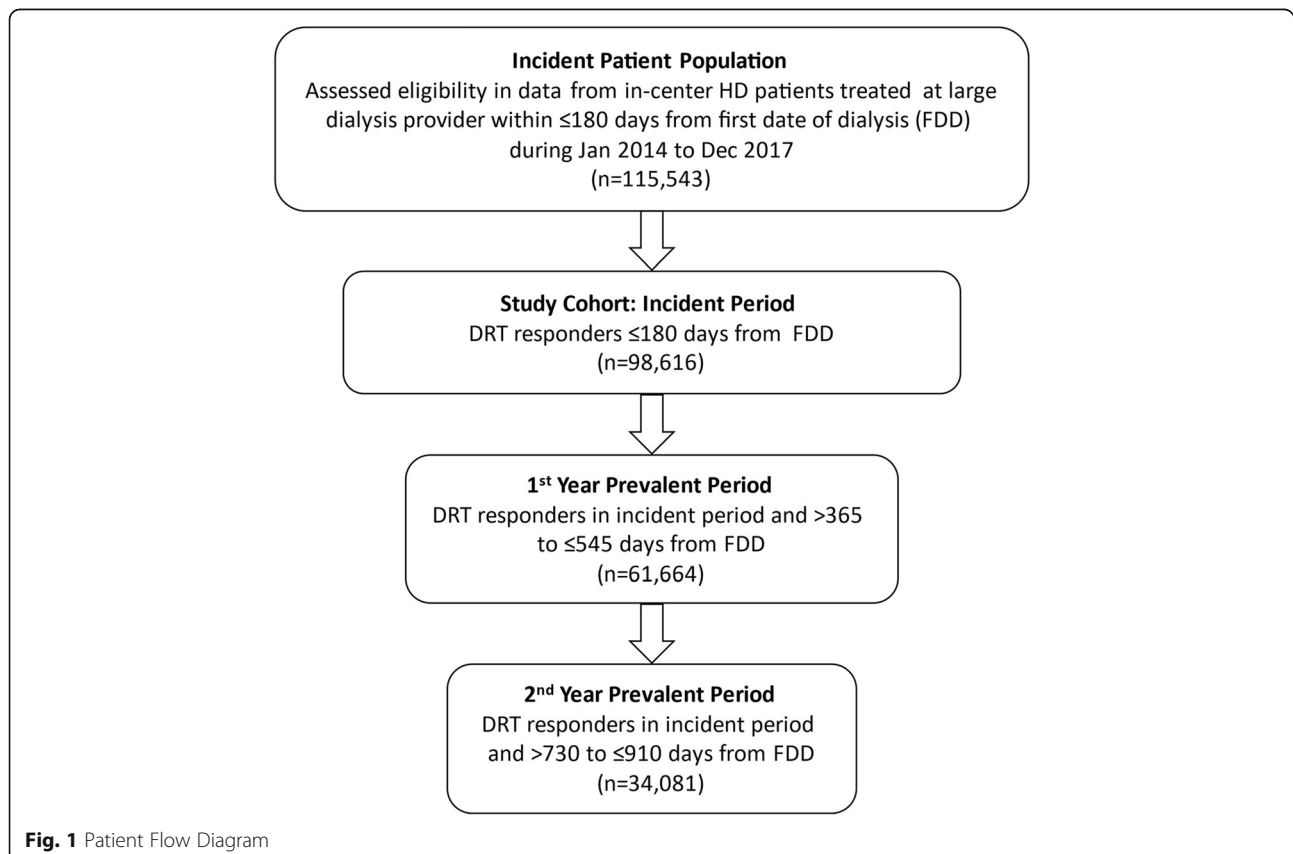 Incident Patient Population
Assessed eligibility in data from in-center HD patients treated at large
dialysis provider within ≤180 days from first date of dialysis (FDD)
during Jan 2014 to Dec 2017
(n=115,543)
Study Cohort: Incident Period
DRT responders ≤180 days from FDD
(n=98,616)
1st Year Prevalent Period
DRT responders in incident period and >365
to ≤545 days from FDD
(n=61,664)
2nd Year Prevalent Period
DRT responders in incident period
and >730 to ≤910 days from FDD
(n=34,081)
Fig. 1 Patient Flow Diagram